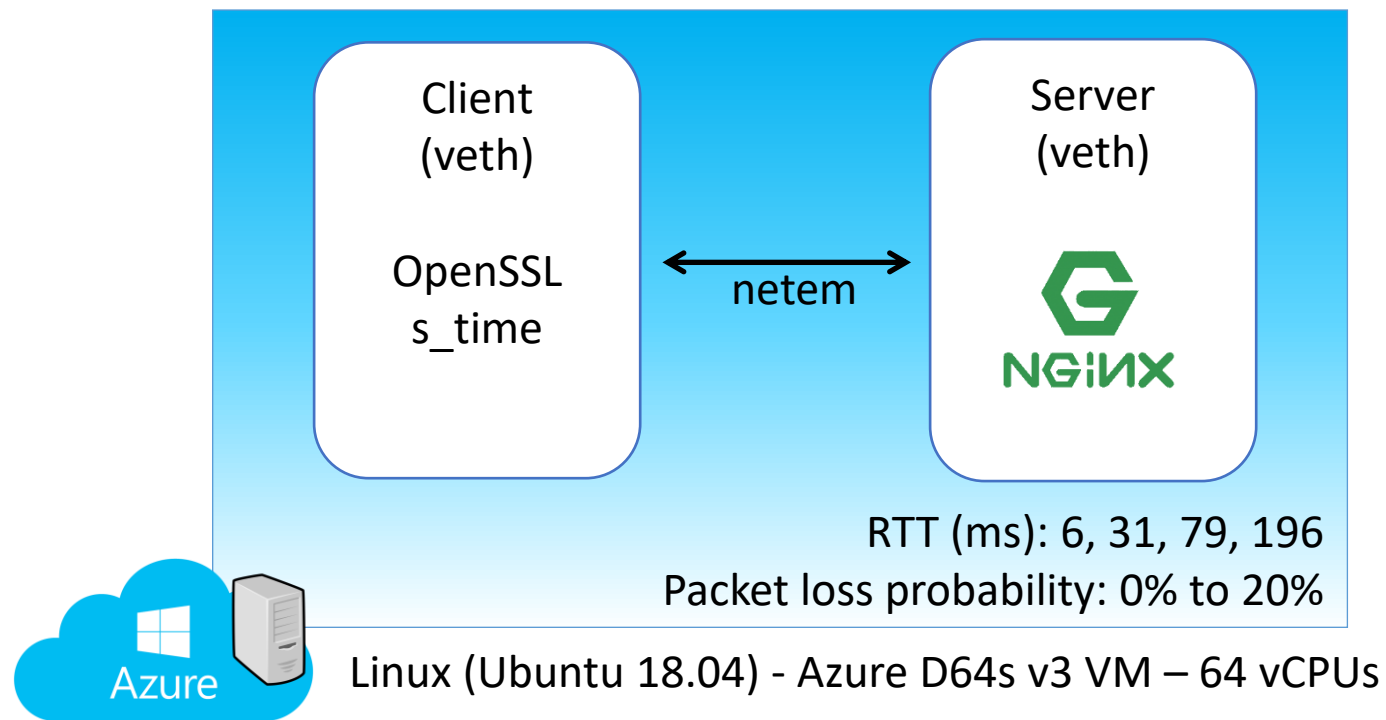 Client
(veth)
OpenSSL
s_time
netem
Server
(veth)
G
NGiNX
RTT (ms): 6, 31, 79, 196
Packet loss probability: 0% to 20%
Azure
Linux (Ubuntu 18.04) - Azure D64s v3 VM – 64 vCPUs